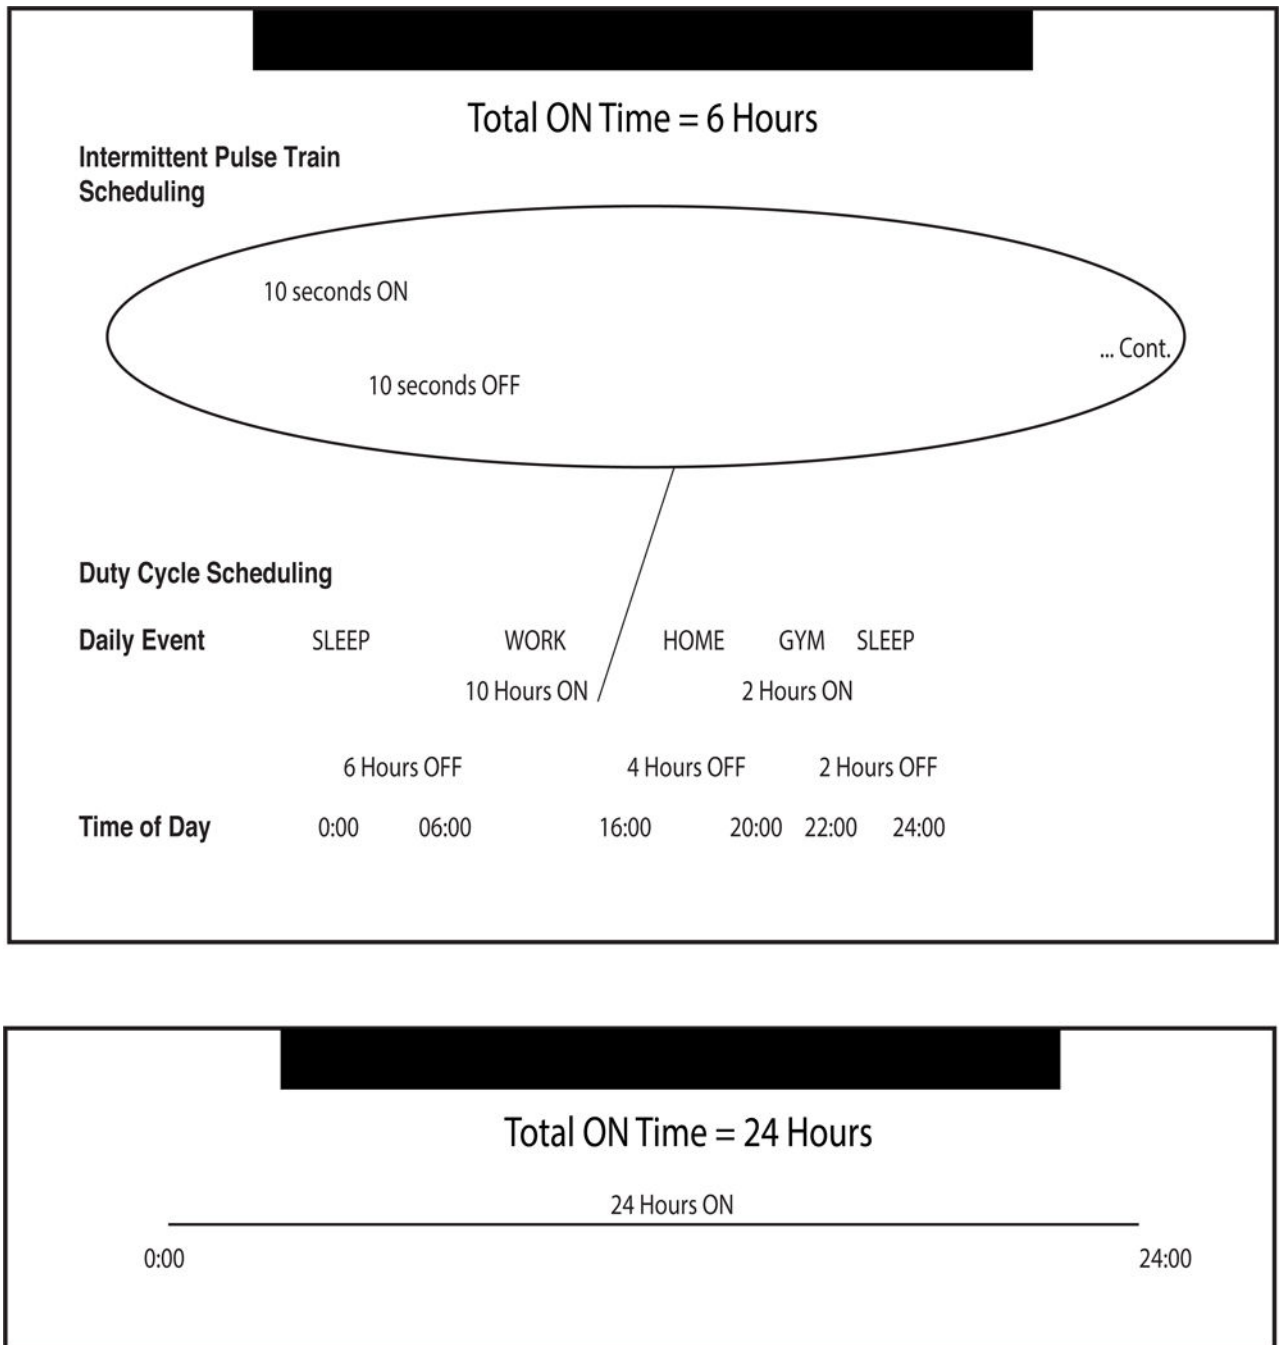 Total ON Time = 6 Hours
Intermittent Pulse Train
Scheduling
10 seconds ON
... Cont.
10 seconds OFF
Duty Cycle Scheduling
Daily Event SLEEP WORK HOME GYM SLEEP
10 Hours ON 2 Hours ON
6 Hours OFF 4 Hours OFF 2 Hours OFF
Time of Day 0:00 06:00 16:00 20:00 22:00 24:00
Total ON Time = 24 Hours
24 Hours ON
0:00 24:00